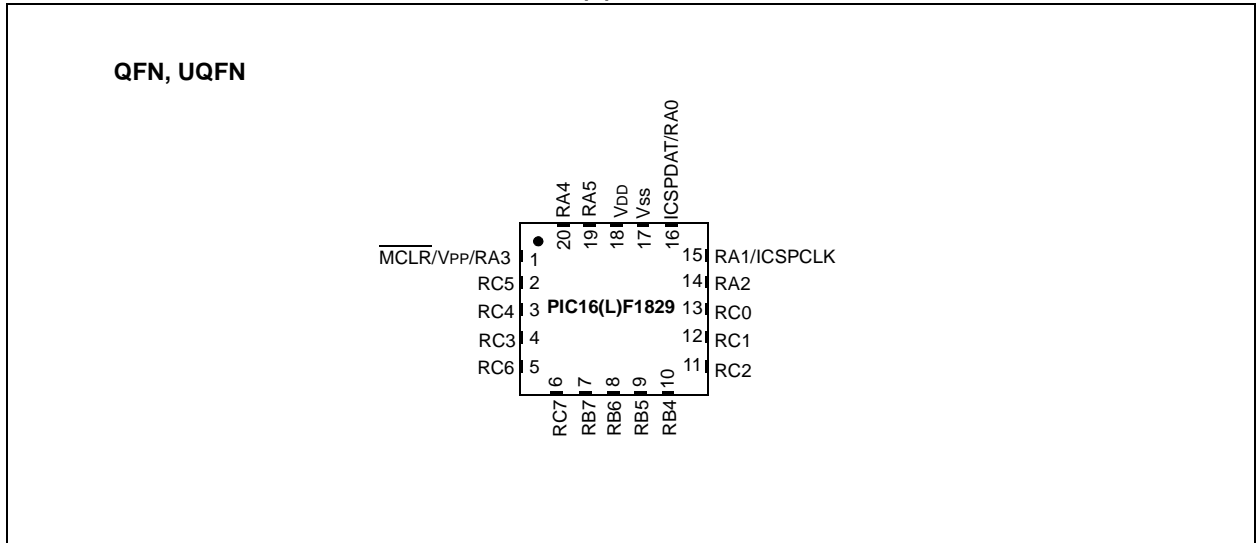 QFN, UQFN
20 RA4
19 RA5
18 VDD
17 Vss
16 ICSPDAT/RA0
MCLR/VPP/RA3 1
RC5 2
RC4 3
RC3 4
RC6 5
PIC16(L)F1829
15 RA1/ICSPCLK
14 RA2
13 RC0
12 RC1
11 RC2
RC7 6
RB7 7
RB6 8
RB5 9
RB4 10